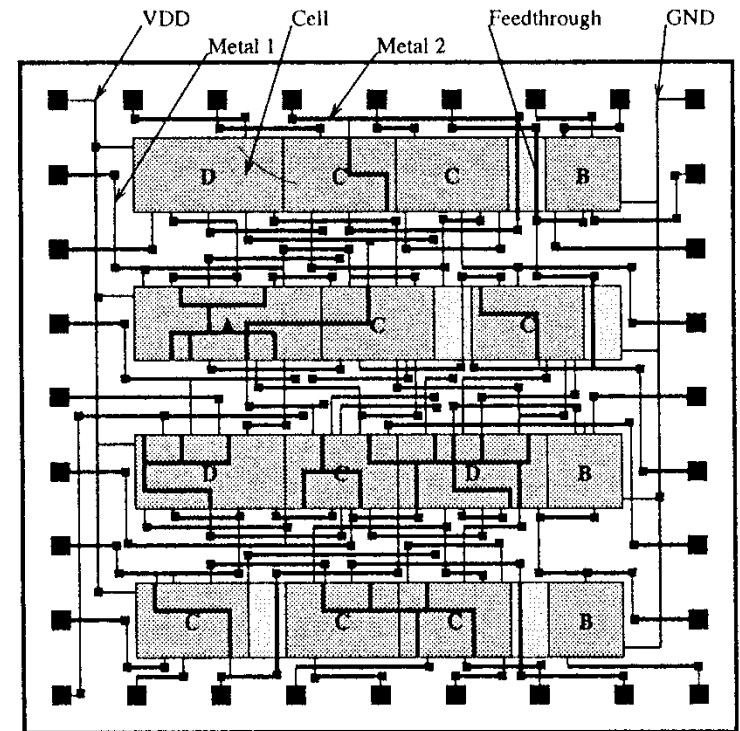 VDD Cell Feedthrough GND
Metal 1 Metal 2
D C C B
A C C
D C D B
C C C B